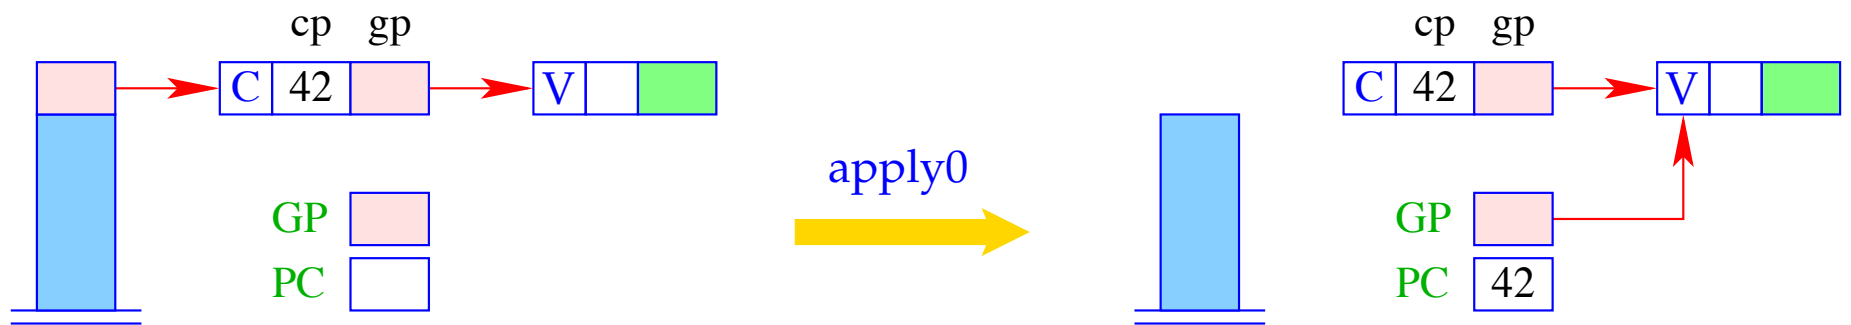 cp gp
C 42 V
GP
PC
apply0
cp gp
C 42 V
GP
PC 42